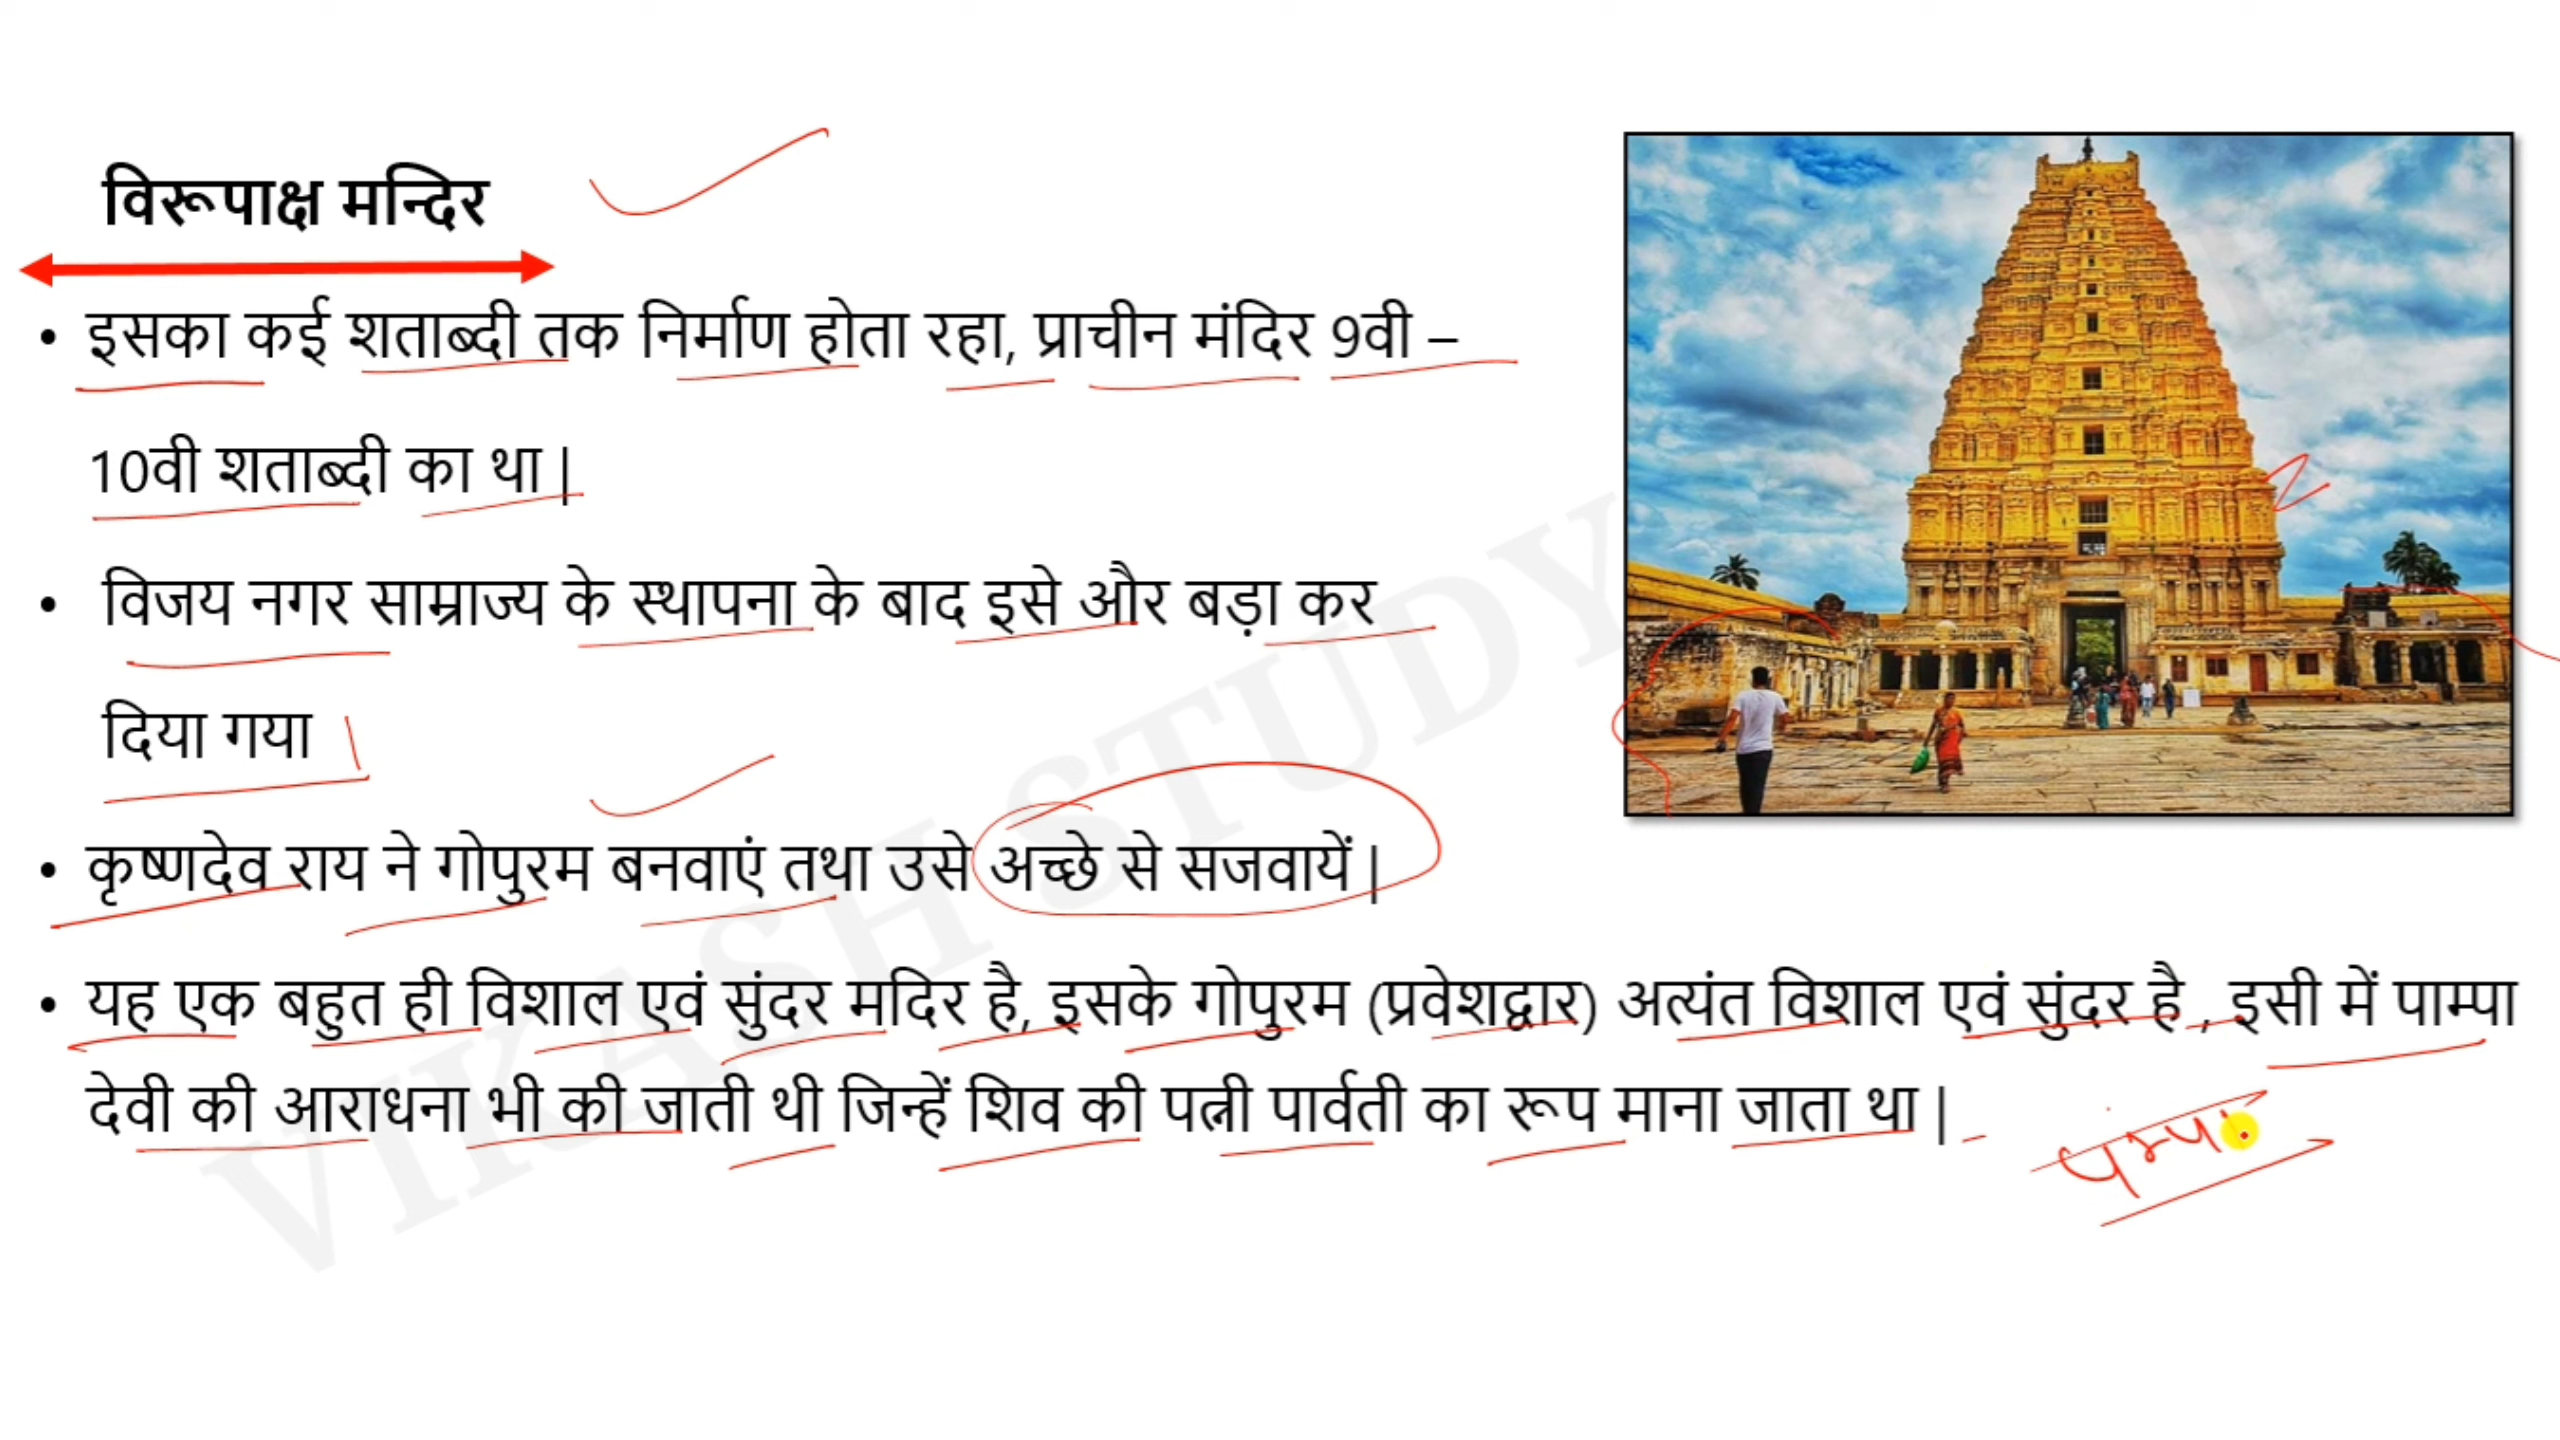 विरूपाक्ष मन्दिर
• इसका कई शताब्दी तक निर्माण होता रहा, प्राचीन मंदिर 9वी –
10वी शताब्दी का था |
• विजय नगर साम्राज्य के स्थापना के बाद इसे और बड़ा कर
दिया गया |
• कृष्णदेव राय ने गोपुरम बनवाएं तथा उसे अच्छे से सजवायें |
• यह एक बहुत ही विशाल एवं सुंदर मदिर है, इसके गोपुरम (प्रवेशद्वार) अत्यंत विशाल एवं सुंदर है , इसी में पाम्पा
देवी की आराधना भी की जाती थी जिन्हें शिव की पत्नी पार्वती का रूप माना जाता था |
VIKASH STUDY